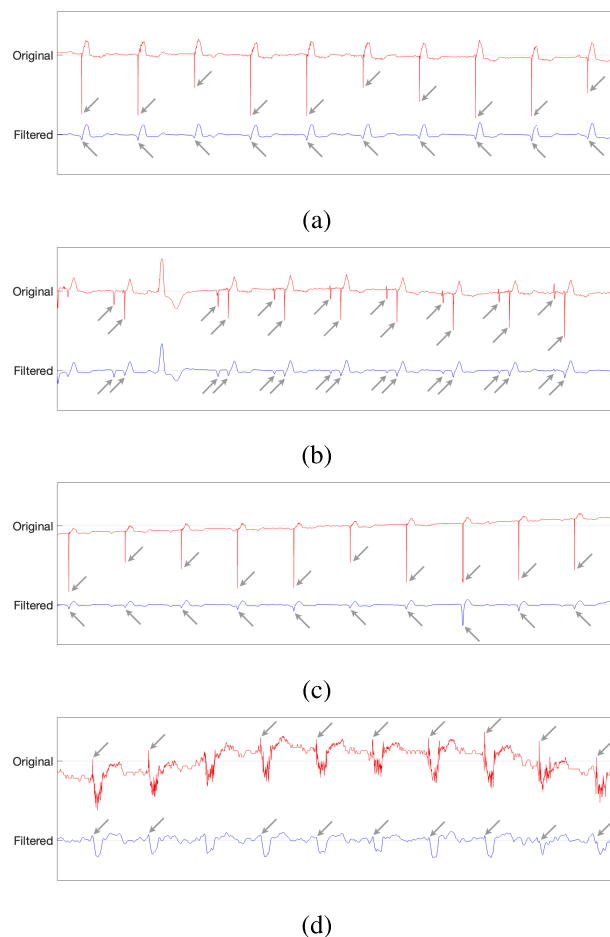 Original
Filtered
(a)
Original
Filtered
(b)
Original
Filtered
(c)
Original
Filtered
(d)